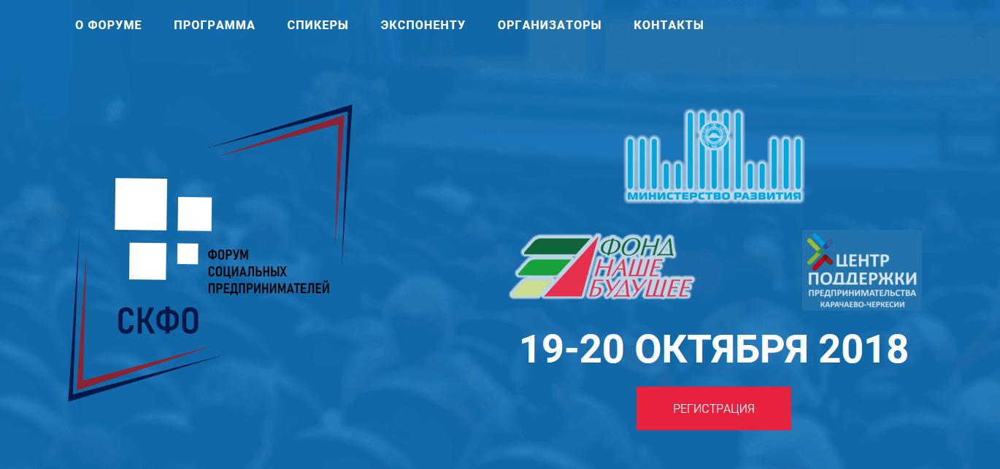 О ФОРУМЕ ПРОГРАММА СПИКЕРЫ ЭКСПОНЕНТУ ОРГАНИЗАТОРЫ КОНТАКТЫ
ФОРУМ
СОЦИАЛЬНЫХ
ПРЕДПРИНИМАТЕЛЕЙ
СКФО
МИНИСТЕРСТВО РАЗВИТИЯ
ФОНД
НАШЕ
БУДУЩЕЕ
ЦЕНТР
ПОДДЕРЖКИ
ПРЕДПРИНИМАТЕЛЬСТВА
КАРАЧАЕВО-ЧЕРКЕСИИ
19-20 ОКТЯБРЯ 2018
РЕГИСТРАЦИЯ